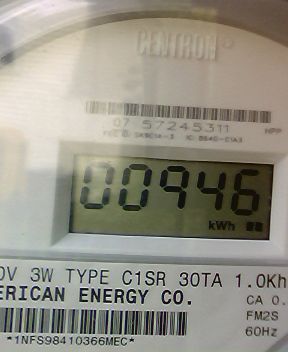 CENTRON®
07 57245311
HPP
00946
kWh
0V 3W TYPE C1SR 30TA 1.0Kh
ERICAN ENERGY CO.
CA 0.
FM2S
60Hz
*1NFS98410366MEC*